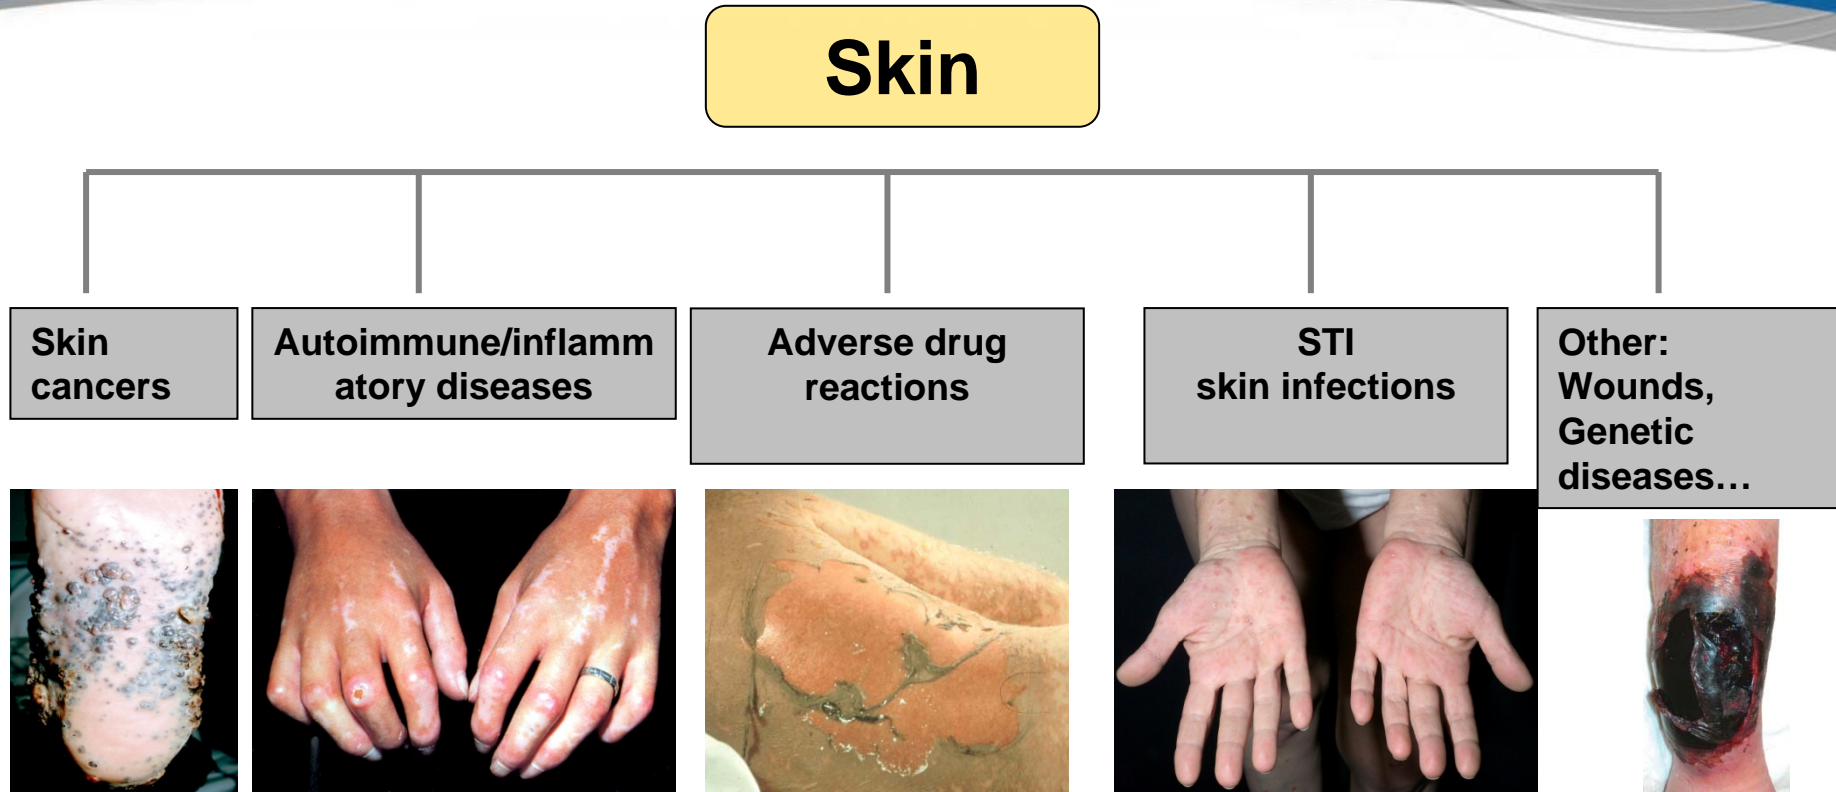 Skin
Skin
cancers
Autoimmune/inflamm
atory diseases
Adverse drug
reactions
STI
skin infections
Other:
Wounds,
Genetic
diseases…